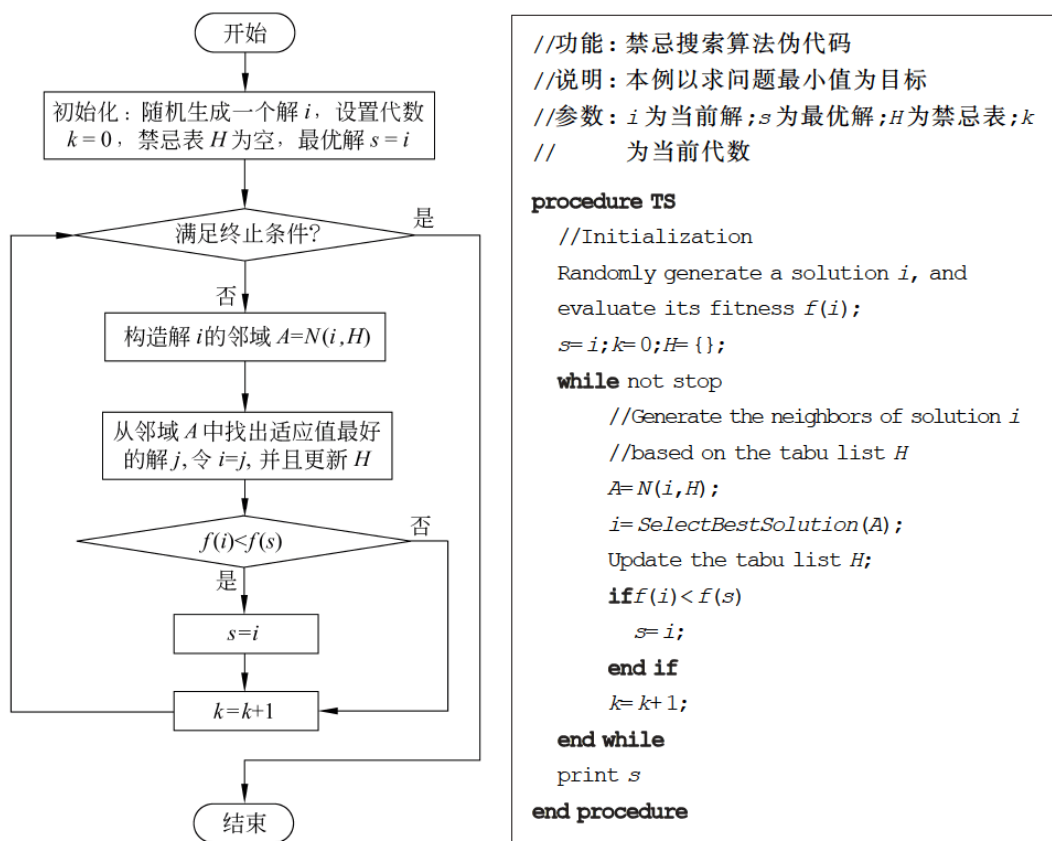 开始
初始化：随机生成一个解 i，设置代数
k = 0，禁忌表 H 为空，最优解 s = i
满足终止条件?
是
否
构造解 i的邻域 A=N(i,H)
从邻域 A 中找出适应值最好
的解 j,令 i=j, 并且更新 H
f(i)<f(s)
否
是
s=i
k=k+1
结束
//功能：禁忌搜索算法伪代码
//说明：本例以求问题最小值为目标
//参数：i 为当前解;s 为最优解;H 为禁忌表;k
// 为当前代数
procedure TS
//Initialization
Randomly generate a solution i, and
evaluate its fitness f(i);
s=i;k=0;H={};
while not stop
//Generate the neighbors of solution i
//based on the tabu list H
A=N(i,H);
i=SelectBestSolution(A);
Update the tabu list H;
if f(i)<f(s)
s=i;
end if
k=k+1;
end while
print s
end procedure